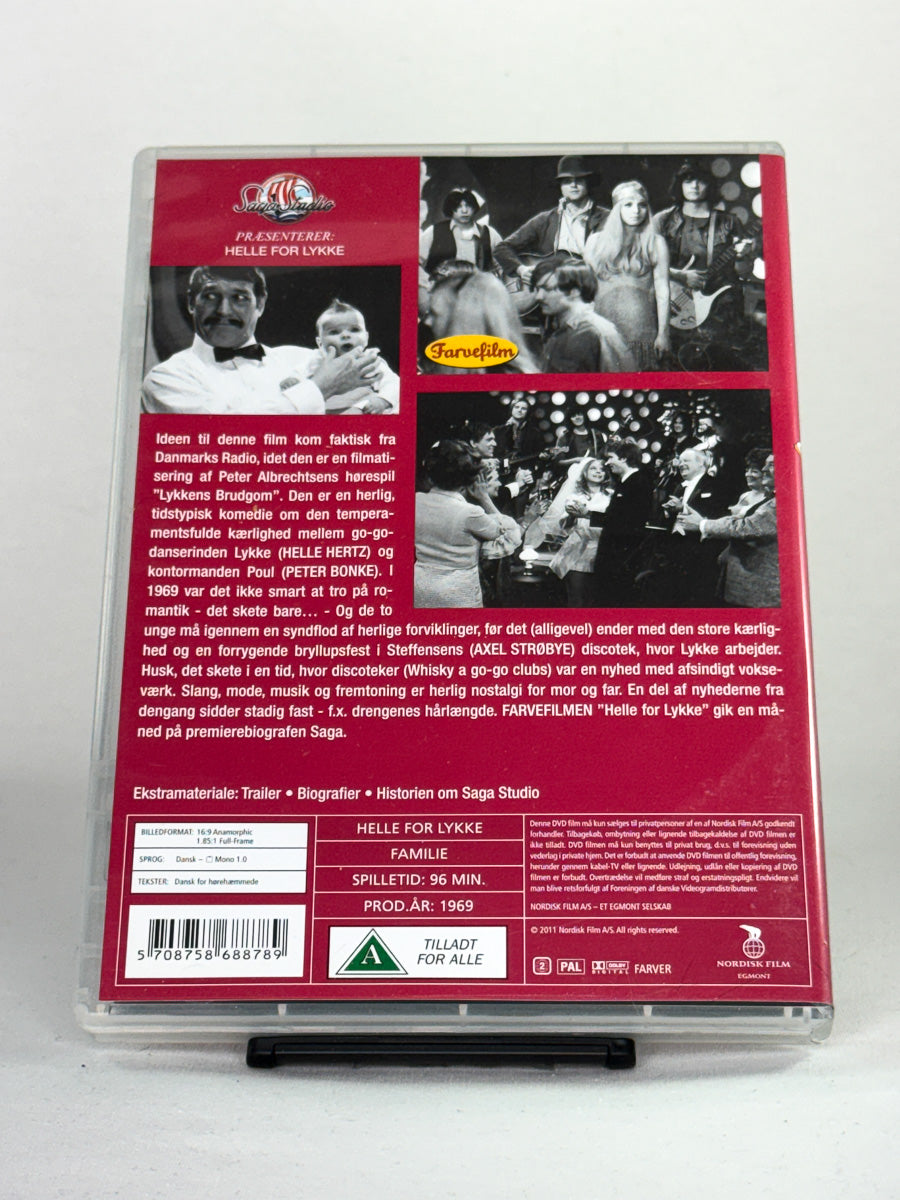 Saga Studio
PRÆSENTERER:
HELLE FOR LYKKE
Farvefilm
Ideen til denne film kom faktisk fra
Danmarks Radio, idet den er en filmati-
sering af Peter Albrechtsens hørespil
"Lykkens Brudgom". Den er en herlig,
tidstypisk komedie om den tempera-
mentsfulde kærlighed mellem go-go-
danserinden Lykke (HELLE HERTZ) og
kontormanden Poul (PETER BONKE). I
1969 var det ikke smart at tro på ro-
mantik - det skete bare... - Og de to
unge må igennem en syndflod af herlige forviklinger, før det (alligevel) ender med den store kærlig-
hed og en forrygende bryllupsfest i Steffensens (AXEL STRØBYE) discotek, hvor Lykke arbejder.
Husk, det skete i en tid, hvor discoteker (Whisky a go-go clubs) var en nyhed med afsindigt vokse-
værk. Slang, mode, musik og fremtoning er herlig nostalgi for mor og far. En del af nyhederne fra
dengang sidder stadig fast - f.x. drengenes hårlængde. FARVEFILMEN "Helle for Lykke" gik en må-
ned på premierebiografen Saga.
Ekstramateriale: Trailer • Biografier • Historien om Saga Studio
BILLEDFORMAT: 16:9 Anamorphic
1.85:1 Full-Frame
SPROG: Dansk – Mono 1.0
TEKSTER: Dansk for hørehæmmede
5 708758 688789
HELLE FOR LYKKE
FAMILIE
SPILLETID: 96 MIN.
PROD.ÅR: 1969
A
TILLADT
FOR ALLE
Denne DVD film må kun sælges til privatpersoner af en af Nordisk Film A/S godkendt
forhandler. Tilbagekøb, ombytning eller lignende tilbagekaldelse af DVD filmen er
ikke tilladt. DVD filmen må kun benyttes til privat brug, d.v.s. til forevisning uden
vederlag i private hjem. Det er forbudt at anvende DVD filmen til offentlig forevisning,
herunder gennem kabel-TV eller lignende. Udlejning, udlån eller kopiering af DVD
filmen er forbudt. Overtrædelse vil medføre straf og erstatningspligt. Endvidere vil
man blive retsforfulgt af Foreningen af danske Videogramdistributører.
NORDISK FILM A/S – ET EGMONT SELSKAB
© 2011 Nordisk Film A/S. All rights reserved.
2 PAL DOLBY DIGITAL FARVER
NORDISK FILM
EGMONT